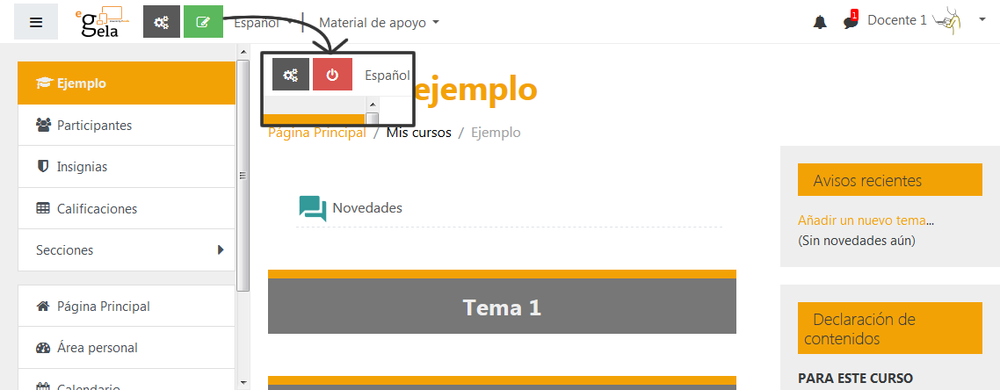 eGela
Español
Material de apoyo
1
Docente 1
Español
Ejemplo
Participantes
Insignias
Calificaciones
Secciones
Página Principal
Área personal
Calendario
ejemplo
Página Principal / Mis cursos / Ejemplo
Novedades
Tema 1
Avisos recientes
Añadir un nuevo tema...
(Sin novedades aún)
Declaración de
contenidos
PARA ESTE CURSO